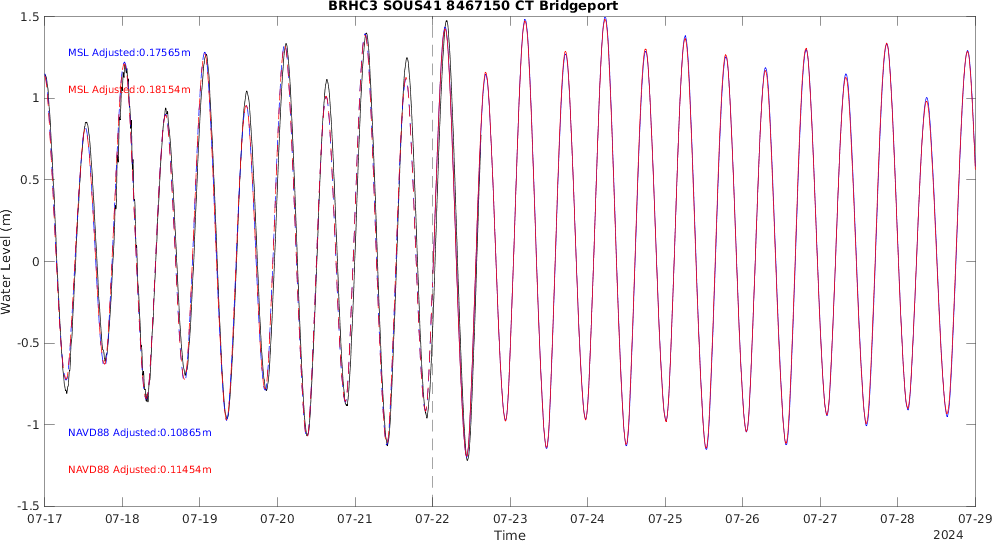 BRHC3 SOUS41 8467150 CT Bridgeport
1.5
1
0.5
0
-0.5
-1
-1.5
Water Level (m)
MSL Adjusted:0.17565m
MSL Adjusted:0.18154m
NAVD88 Adjusted:0.10865m
NAVD88 Adjusted:0.11454m
07-17 07-18 07-19 07-20 07-21 07-22 07-23 07-24 07-25 07-26 07-27 07-28 07-29
Time
2024